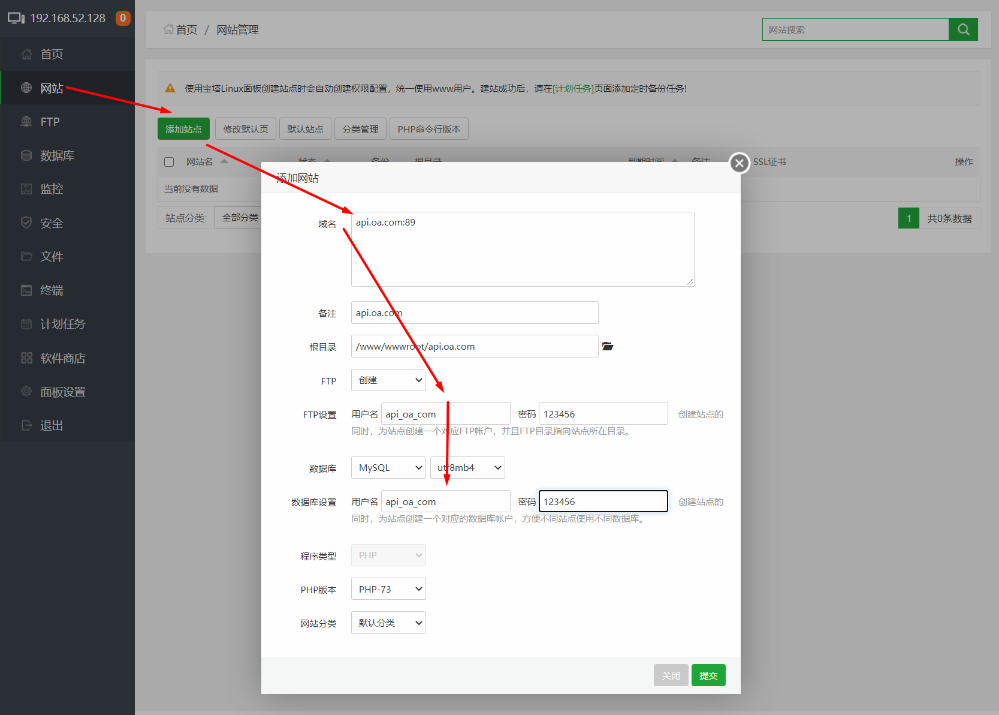 192.168.52.128 0
首页
网站
FTP
数据库
监控
安全
文件
终端
计划任务
软件商店
面板设置
退出
首页 / 网站管理
网站搜索
使用宝塔Linux面板创建站点时会自动创建权限配置，统一使用www用户。建站成功后，请在[计划任务]页面添加定时备份任务!
添加站点 修改默认页 默认站点 分类管理 PHP命令行版本
网站名 状态 备份 根目录 到期时间 备注 SSL证书 操作
当前没有数据
站点分类: 全部分类 1 共0条数据
添加网站
域名 api.oa.com:89
备注 api.oa.com
根目录 /www/wwwroot/api.oa.com
FTP 创建
FTP设置 用户名 api_oa_com 密码 123456 创建站点的
同时，为站点创建一个对应FTP帐户，并且FTP目录指向站点所在目录。
数据库 MySQL utf8mb4
数据库设置 用户名 api_oa_com 密码 123456 创建站点的
同时，为站点创建一个对应的数据库帐户，方便不同站点使用不同数据库。
程序类型 PHP
PHP版本 PHP-73
网站分类 默认分类
关闭 提交